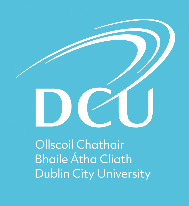 DCU
Ollscoil Chathair
Bhaile Átha Cliath
Dublin City University